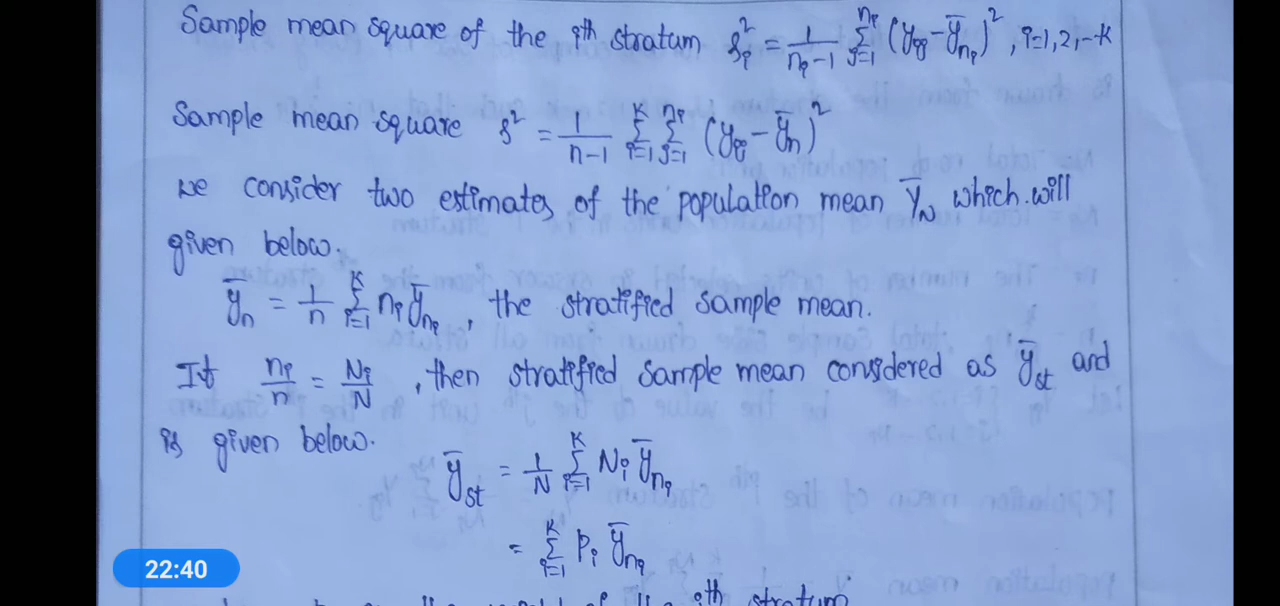 Sample mean square of the ith stratum s_i^2 = 1/(n_i-1) Σ_{j=1}^{n_i} (y_ij - ȳ_{n_i})^2, i=1,2,--k
Sample mean square s^2 = 1/(n-1) Σ_{i=1}^{k} Σ_{j=1}^{n_i} (y_ij - ȳ_n)^2
we consider two estimates of the population mean Ȳ_N which will
given below.
ȳ_n = 1/n Σ_{i=1}^{k} n_i ȳ_{n_i}, the stratified sample mean.
If n_i/n = N_i/N, then stratified sample mean considered as ȳ_st and
is given below.
ȳ_st = 1/N Σ_{i=1}^{k} N_i ȳ_{n_i}
= Σ_{i=1}^{k} P_i ȳ_{n_i}
22:40
of the ith stratum